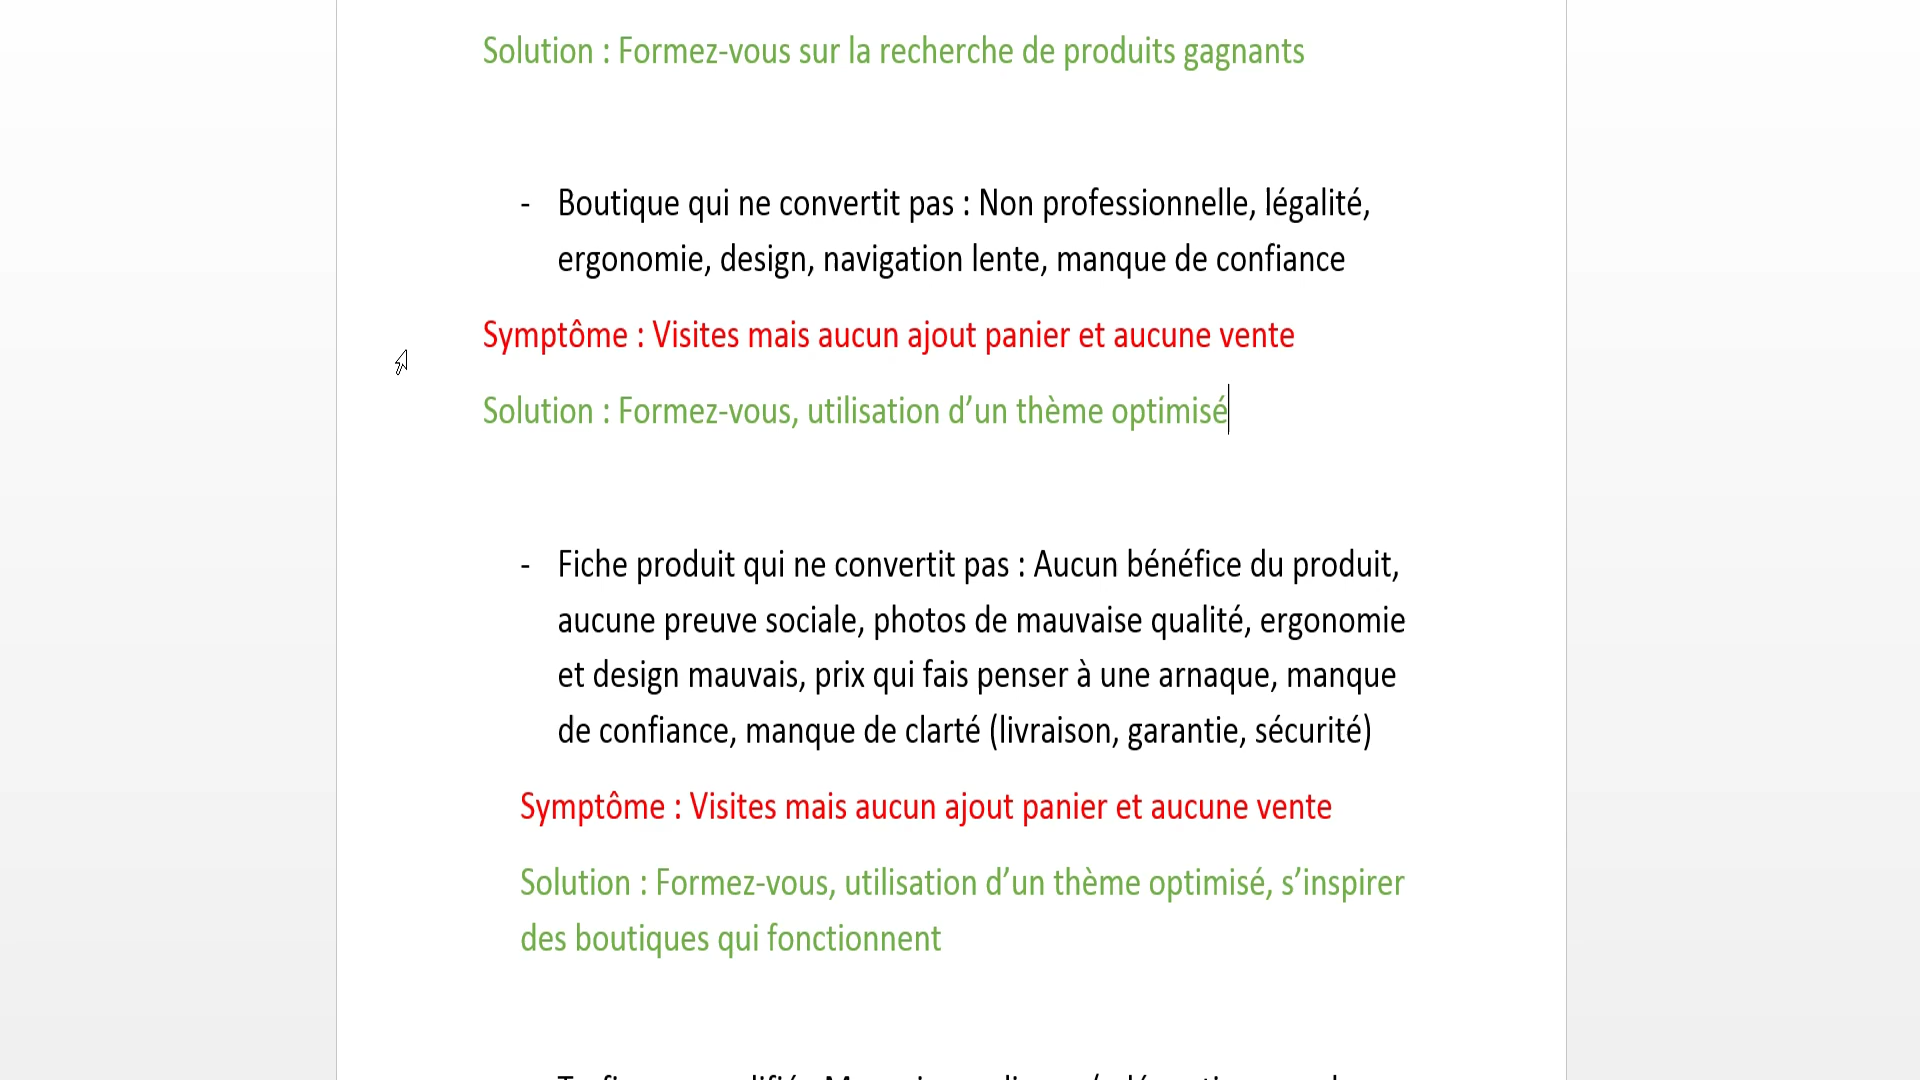 Solution : Formez-vous sur la recherche de produits gagnants
- Boutique qui ne convertit pas : Non professionnelle, légalité,
ergonomie, design, navigation lente, manque de confiance
Symptôme : Visites mais aucun ajout panier et aucune vente
Solution : Formez-vous, utilisation d’un thème optimisé
- Fiche produit qui ne convertit pas : Aucun bénéfice du produit,
aucune preuve sociale, photos de mauvaise qualité, ergonomie
et design mauvais, prix qui fais penser à une arnaque, manque
de confiance, manque de clarté (livraison, garantie, sécurité)
Symptôme : Visites mais aucun ajout panier et aucune vente
Solution : Formez-vous, utilisation d’un thème optimisé, s’inspirer
des boutiques qui fonctionnent